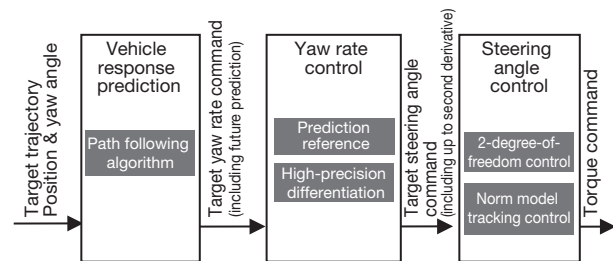 Target trajectory
Position & yaw angle
Vehicle
response
prediction
Path following
algorithm
Target yaw rate command
(including future prediction)
Yaw rate
control
Prediction
reference
High-precision
differentiation
Target steering angle
command
(including up to second derivative)
Steering
angle
control
2-degree-of-
freedom control
Norm model
tracking control
Torque command